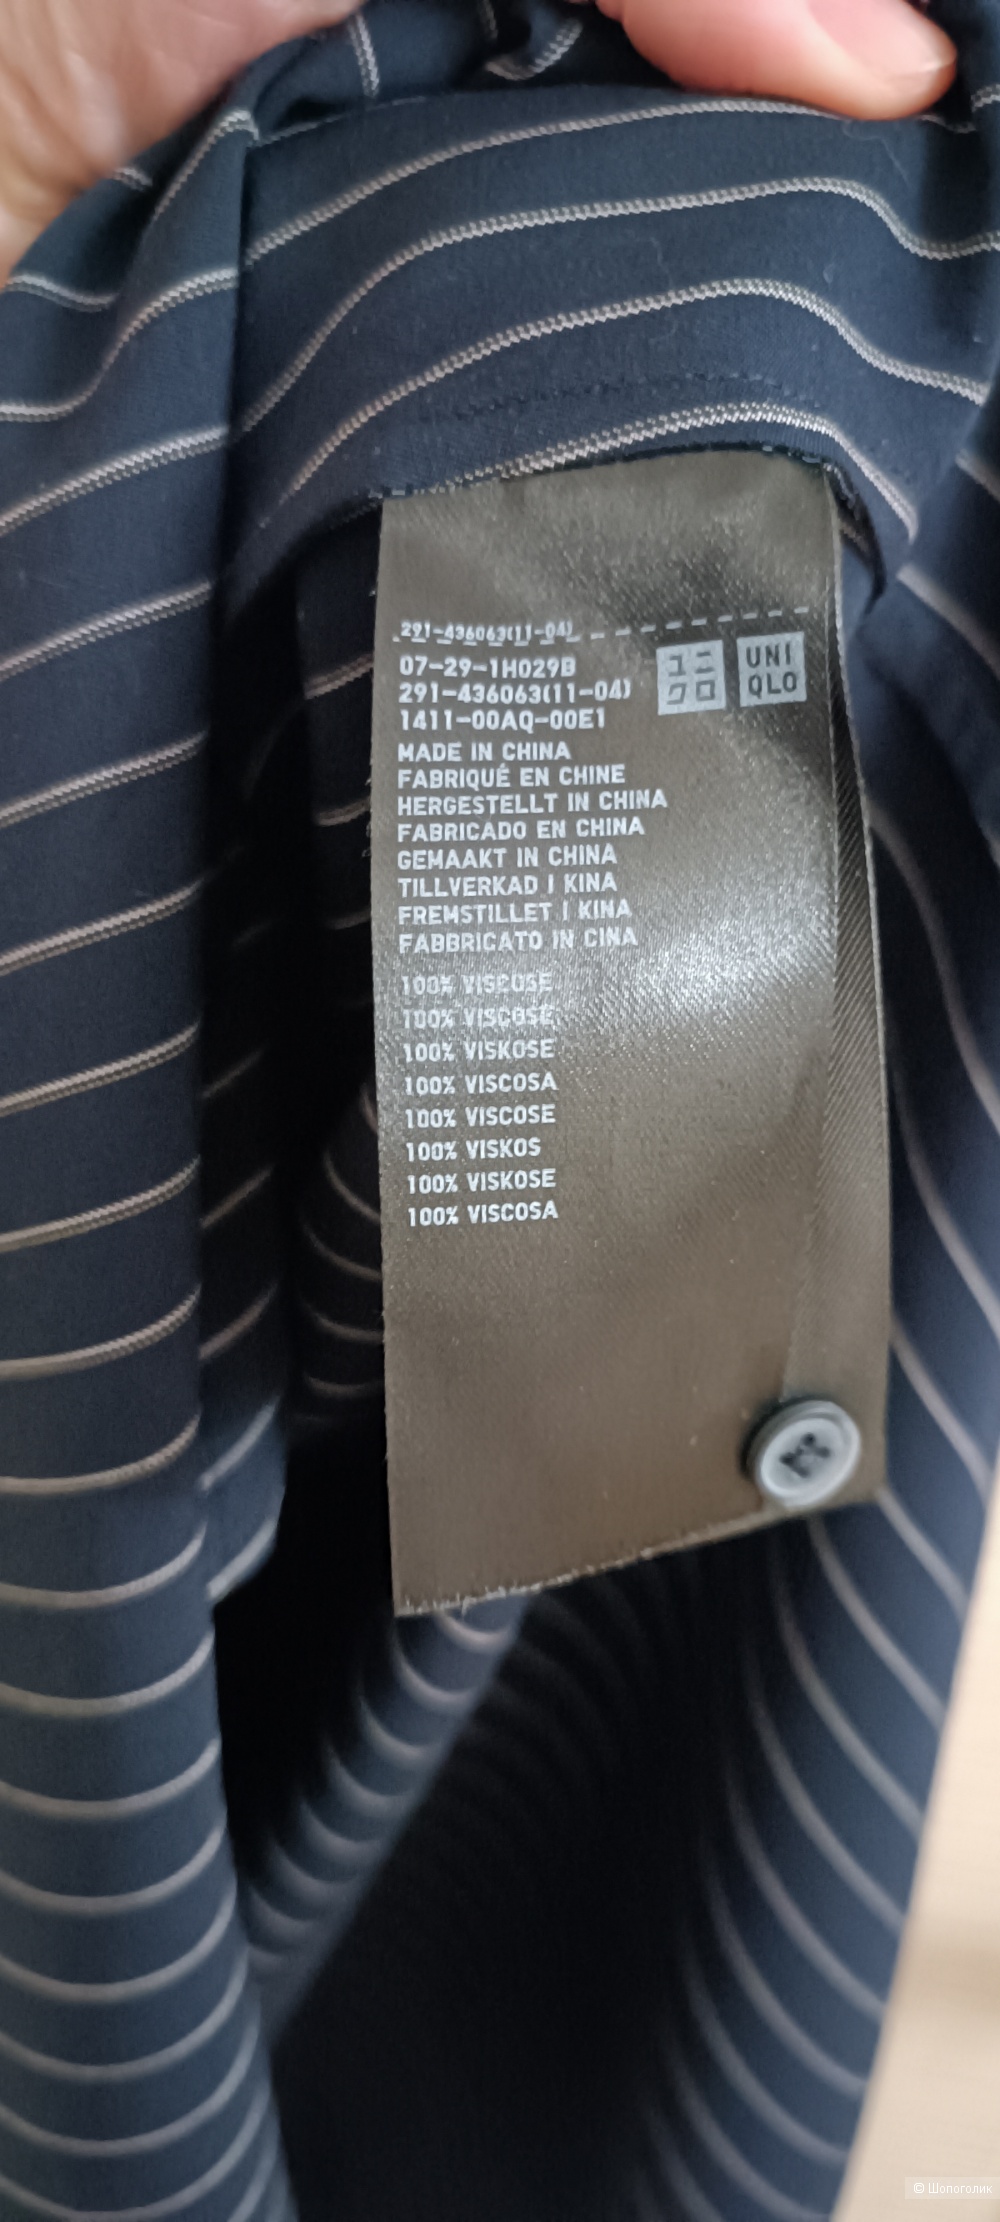 291-436063(11-04)
07-29-1H029B
291-436063(11-04)
1411-00AQ-00E1
ユニ
クロ
UNI
QLO
MADE IN CHINA
FABRIQUÉ EN CHINE
HERGESTELLT IN CHINA
FABRICADO EN CHINA
GEMAAKT IN CHINA
TILLVERKAD I KINA
FREMSTILLET I KINA
FABBRICATO IN CINA
100% VISCOSE
100% VISCOSE
100% VISKOSE
100% VISCOSA
100% VISCOSE
100% VISKOS
100% VISKOSE
100% VISCOSA
© Шопоголик